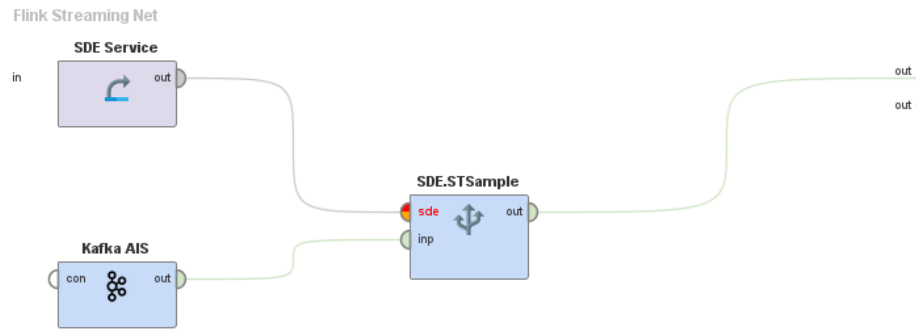 Flink Streaming Net
SDE Service
in
out
out
out
SDE.STSample
sde
out
inp
Kafka AIS
con
out